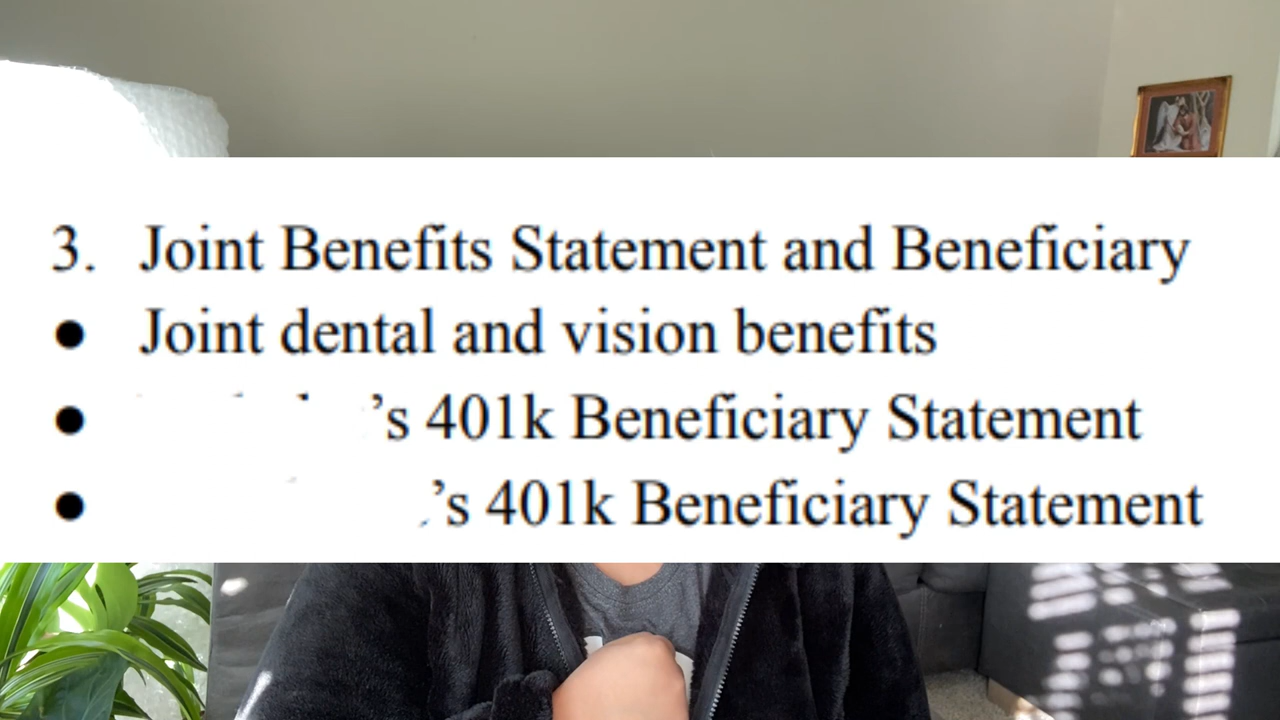 3. Joint Benefits Statement and Beneficiary
● Joint dental and vision benefits
● 's 401k Beneficiary Statement
● 's 401k Beneficiary Statement